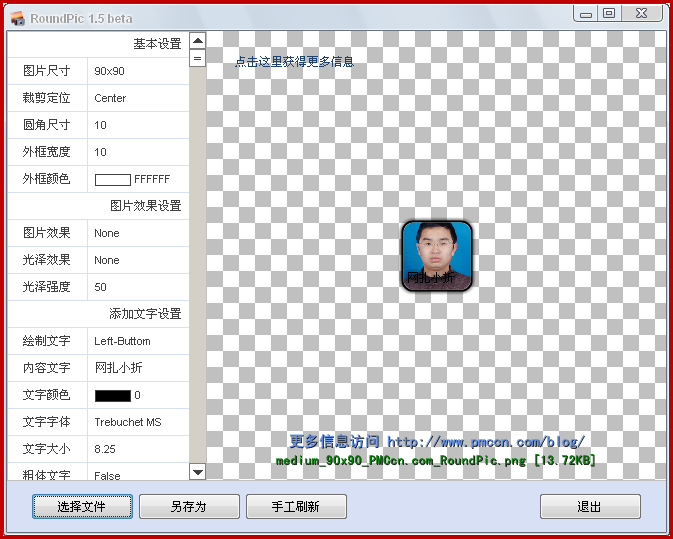 RoundPic 1.5 beta
基本设置
图片尺寸 90x90
裁剪定位 Center
圆角尺寸 10
外框宽度 10
外框颜色 FFFFFF
图片效果设置
图片效果 None
光泽效果 None
光泽强度 50
添加文字设置
绘制文字 Left-Buttom
内容文字 网扎小折
文字颜色 0
文字字体 Trebuchet MS
文字大小 8.25
粗体文字 False
点击这里获得更多信息
网扎小折
更多信息访问 http://www.pmccn.com/blog/
medium_90x90_PMCcn.com_RoundPic.png [13.72KB]
选择文件 另存为 手工刷新 退出